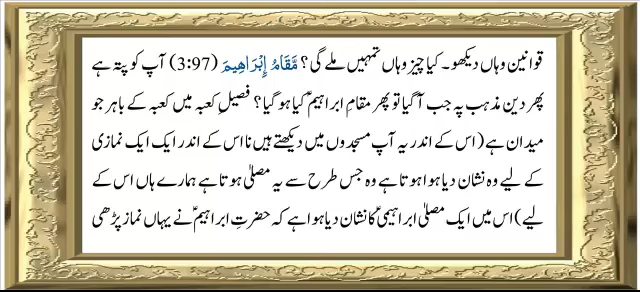 قوانین وہاں دیکھو۔ کیا چیز وہاں تمہیں ملے گی؟ مَّقَامُ إِبْرَاهِيمَ (3:97) آپ کو پتہ ہے
پھر دین مذہب پہ جب آگیا تو پھر مقامِ ابراہیمؑ کیا ہو گیا؟ فصیلِ کعبہ میں کعبہ کے باہر جو
میدان ہے (اس کے اندر یہ آپ مسجدوں میں دیکھتے ہیں نا اس کے اندر ایک ایک نمازی
کے لیے وہ نشان دیا ہوا ہوتا ہے وہ جس طرح سے یہ مصلیٰ ہوتا ہے ہمارے ہاں اس کے
لیے) اس میں ایک مصلیٰ ابراہیمیؑ کا نشان دیا ہوا ہے کہ حضرتِ ابراہیمؑ نے یہاں نماز پڑھی